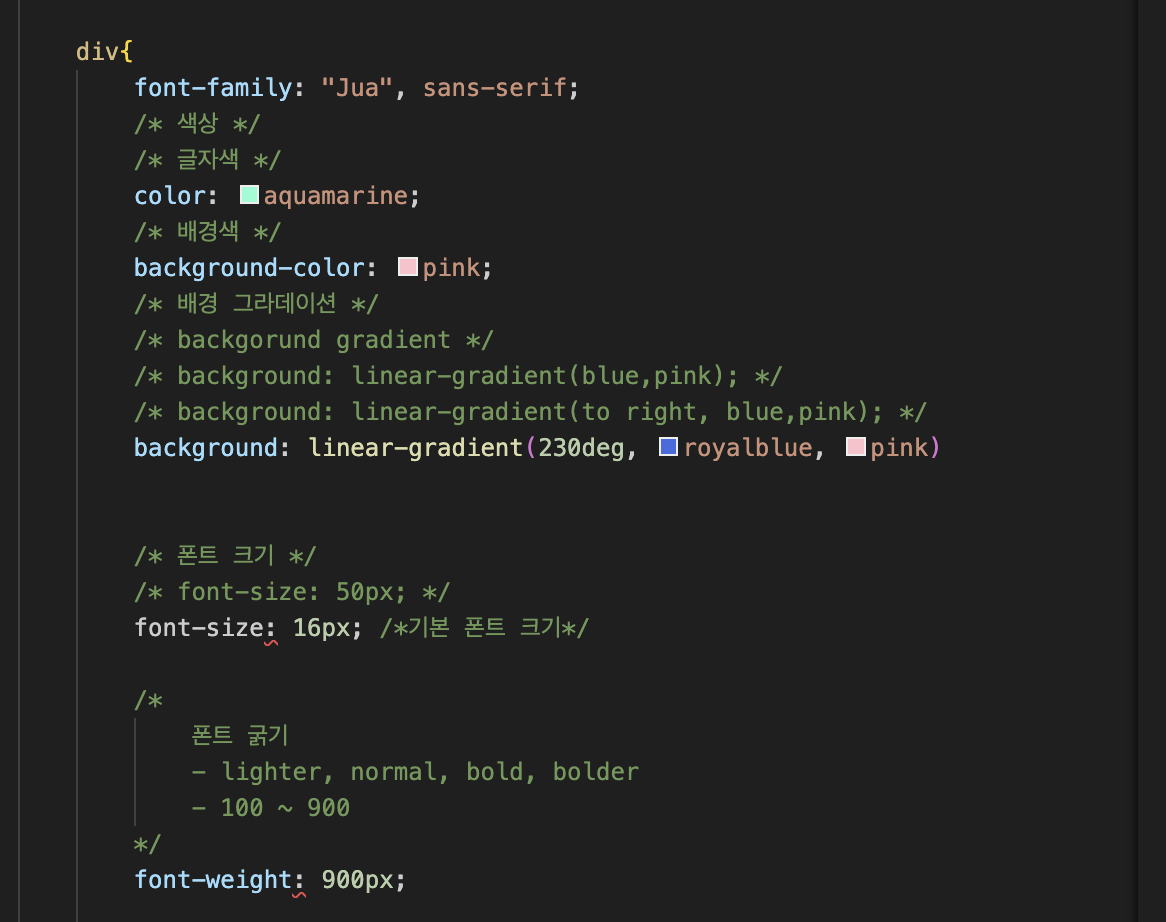 div{
font-family: "Jua", sans-serif;
/* 색상 */
/* 글자색 */
color: aquamarine;
/* 배경색 */
background-color: pink;
/* 배경 그라데이션 */
/* backgorund gradient */
/* background: linear-gradient(blue,pink); */
/* background: linear-gradient(to right, blue,pink); */
background: linear-gradient(230deg, royalblue, pink)
/* 폰트 크기 */
/* font-size: 50px; */
font-size: 16px; /*기본 폰트 크기*/
/*
폰트 굵기
- lighter, normal, bold, bolder
- 100 ~ 900
*/
font-weight: 900px;